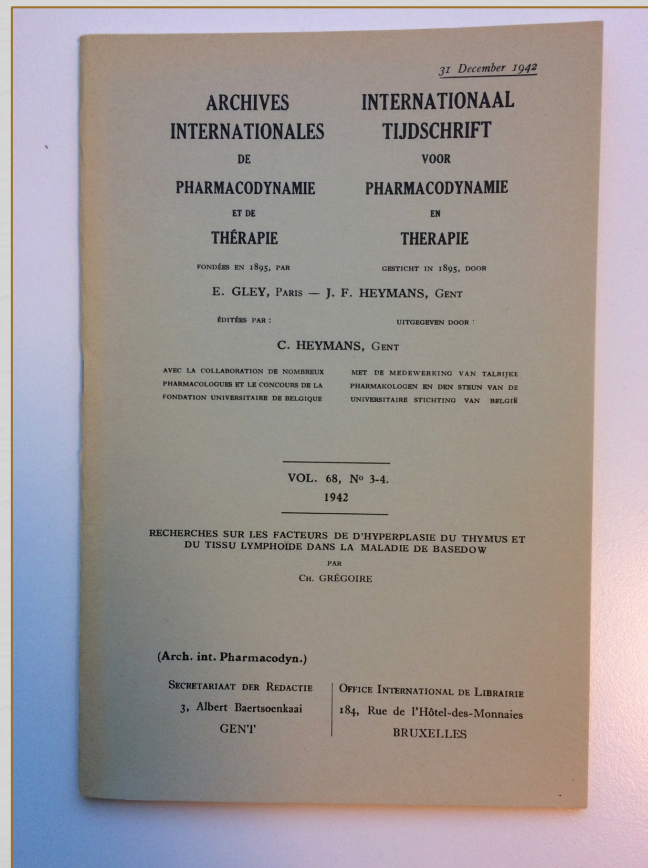 31 December 1942
ARCHIVES
INTERNATIONALES
DE
PHARMACODYNAMIE
ET DE
THÉRAPIE
FONDÉES EN 1895, PAR
INTERNATIONAAL
TIJDSCHRIFT
VOOR
PHARMACODYNAMIE
EN
THERAPIE
GESTICHT IN 1895, DOOR
E. GLEY, PARIS — J. F. HEYMANS, GENT
ÉDITÉES PAR :
UITGEGEVEN DOOR :
C. HEYMANS, GENT
AVEC LA COLLABORATION DE NOMBREUX
PHARMACOLOGUES ET LE CONCOURS DE LA
FONDATION UNIVERSITAIRE DE BELGIQUE
MET DE MEDEWERKING VAN TALRIJKE
PHARMAKOLOGEN EN DEN STEUN VAN DE
UNIVERSITAIRE STICHTING VAN BELGIË
VOL. 68, Nº 3-4.
1942
RECHERCHES SUR LES FACTEURS DE D'HYPERPLASIE DU THYMUS ET
DU TISSU LYMPHOÏDE DANS LA MALADIE DE BASEDOW
PAR
CH. GRÉGOIRE
(Arch. int. Pharmacodyn.)
SECRETARIAAT DER REDACTIE
3, Albert Baertsoenkaai
GENT
OFFICE INTERNATIONAL DE LIBRAIRIE
184, Rue de l'Hôtel-des-Monnaies
BRUXELLES